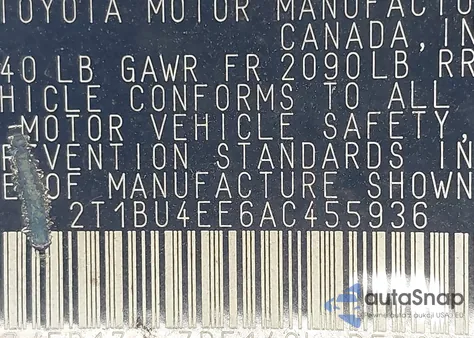 TOYOTA MOTOR MANUFACTU
CANADA, IN
40 LB GAWR FR 2090LB, RR
HICLE CONFORMS TO ALL
MOTOR VEHICLE SAFETY,
EVENTION STANDARDS IN
E OF MANUFACTURE SHOWN
2T1BU4EE6AC455936
autoSnap